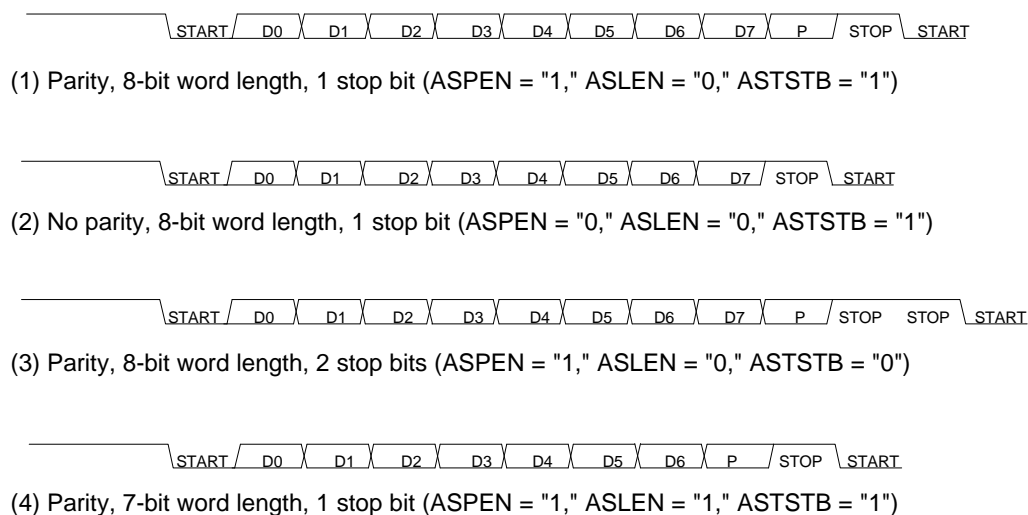 START D0 D1 D2 D3 D4 D5 D6 D7 P STOP START
(1) Parity, 8-bit word length, 1 stop bit (ASPEN = "1," ASLEN = "0," ASTSTB = "1")
START D0 D1 D2 D3 D4 D5 D6 D7 STOP START
(2) No parity, 8-bit word length, 1 stop bit (ASPEN = "0," ASLEN = "0," ASTSTB = "1")
START D0 D1 D2 D3 D4 D5 D6 D7 P STOP STOP START
(3) Parity, 8-bit word length, 2 stop bits (ASPEN = "1," ASLEN = "0," ASTSTB = "0")
START D0 D1 D2 D3 D4 D5 D6 P STOP START
(4) Parity, 7-bit word length, 1 stop bit (ASPEN = "1," ASLEN = "1," ASTSTB = "1")